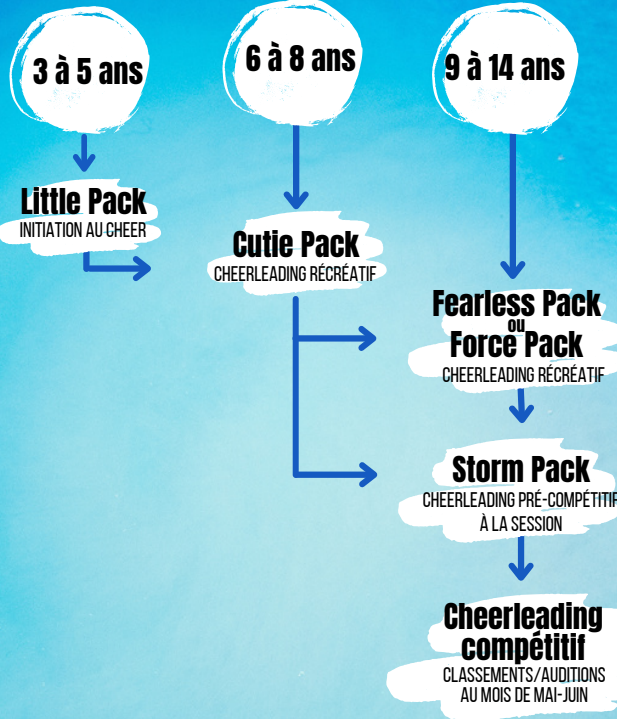 3 à 5 ans
6 à 8 ans
9 à 14 ans
Little Pack
INITIATION AU CHEER
Cutie Pack
CHEERLEADING RÉCRÉATIF
Fearless Pack
ou
Force Pack
CHEERLEADING RÉCRÉATIF
Storm Pack
CHEERLEADING PRÉ-COMPÉTITIF
À LA SESSION
Cheerleading
compétitif
CLASSEMENTS/AUDITIONS
AU MOIS DE MAI-JUIN